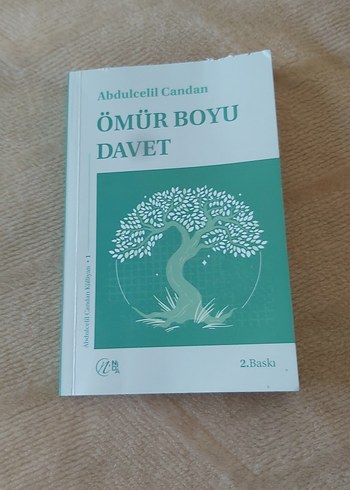 Abdulcelil Candan
ÖMÜR BOYU
DAVET
Abdulcelil Candan Külliyatı • 1
2.Baskı